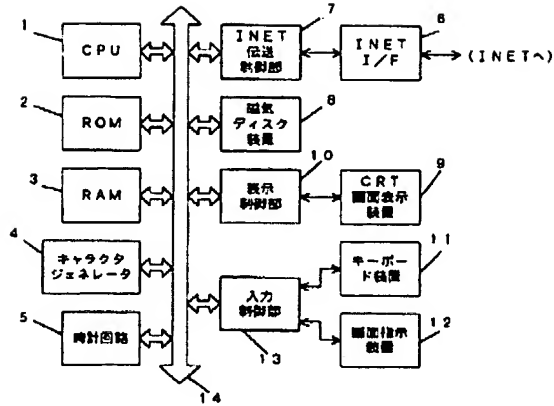 1
CPU
2
ROM
3
RAM
4
キャラクタ
ジェネレータ
5
時計回路
7
INET
伝送
制御部
6
INET
I/F
(INETへ)
8
磁気
ディスク
装置
10
表示
制御部
9
CRT
画面表示
装置
入力
制御部
13
11
キーボー
ド装置
12
画面指示
装置
14